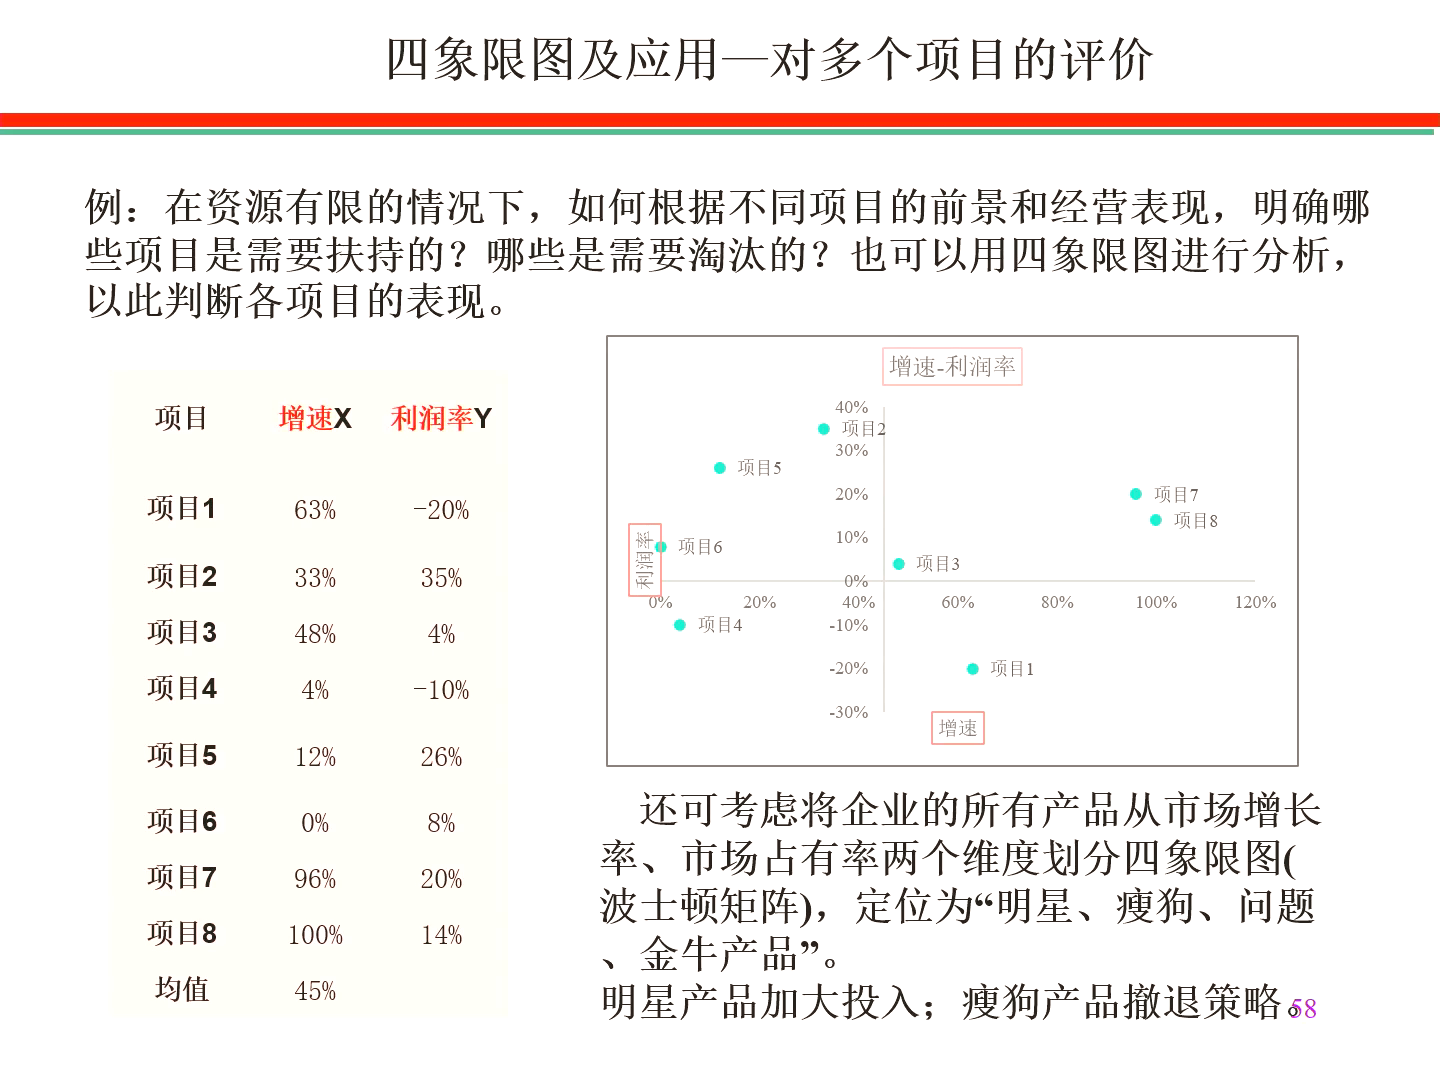 四象限图及应用—对多个项目的评价
例：在资源有限的情况下，如何根据不同项目的前景和经营表现，明确哪
些项目是需要扶持的？哪些是需要淘汰的？也可以用四象限图进行分析，
以此判断各项目的表现。
项目 增速X 利润率Y
项目1 63% -20%
项目2 33% 35%
项目3 48% 4%
项目4 4% -10%
项目5 12% 26%
项目6 0% 8%
项目7 96% 20%
项目8 100% 14%
均值 45%
增速-利润率
40%
项目2
30%
项目5
20%
项目7
项目8
10%
项目6
项目3
利润率
0%
0% 20% 40% 60% 80% 100% 120%
项目4
-10%
-20%
项目1
-30%
增速
还可考虑将企业的所有产品从市场增长
率、市场占有率两个维度划分四象限图(
波士顿矩阵)，定位为“明星、瘦狗、问题
、金牛产品”。
明星产品加大投入；瘦狗产品撤退策略。
58